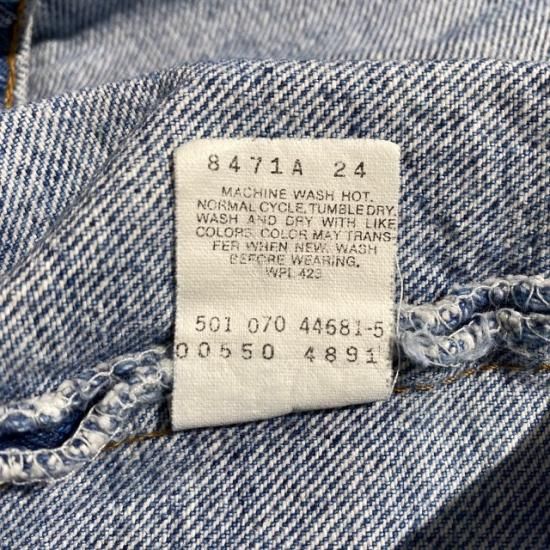 8471A 24
MACHINE WASH HOT.
NORMAL CYCLE.TUMBLE DRY.
WASH AND DRY WITH LIKE
COLORS. COLOR MAY TRANS-
FER WHEN NEW. WASH
BEFORE WEARING.
WPL 423
501 070 44681-5
00550 4891